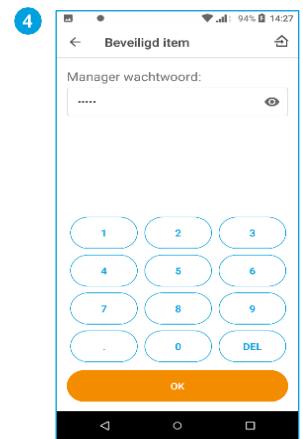 4
94% 14:27
Beveiligd item
Manager wachtwoord:
•••••
1 2 3
4 5 6
7 8 9
. 0 DEL
OK